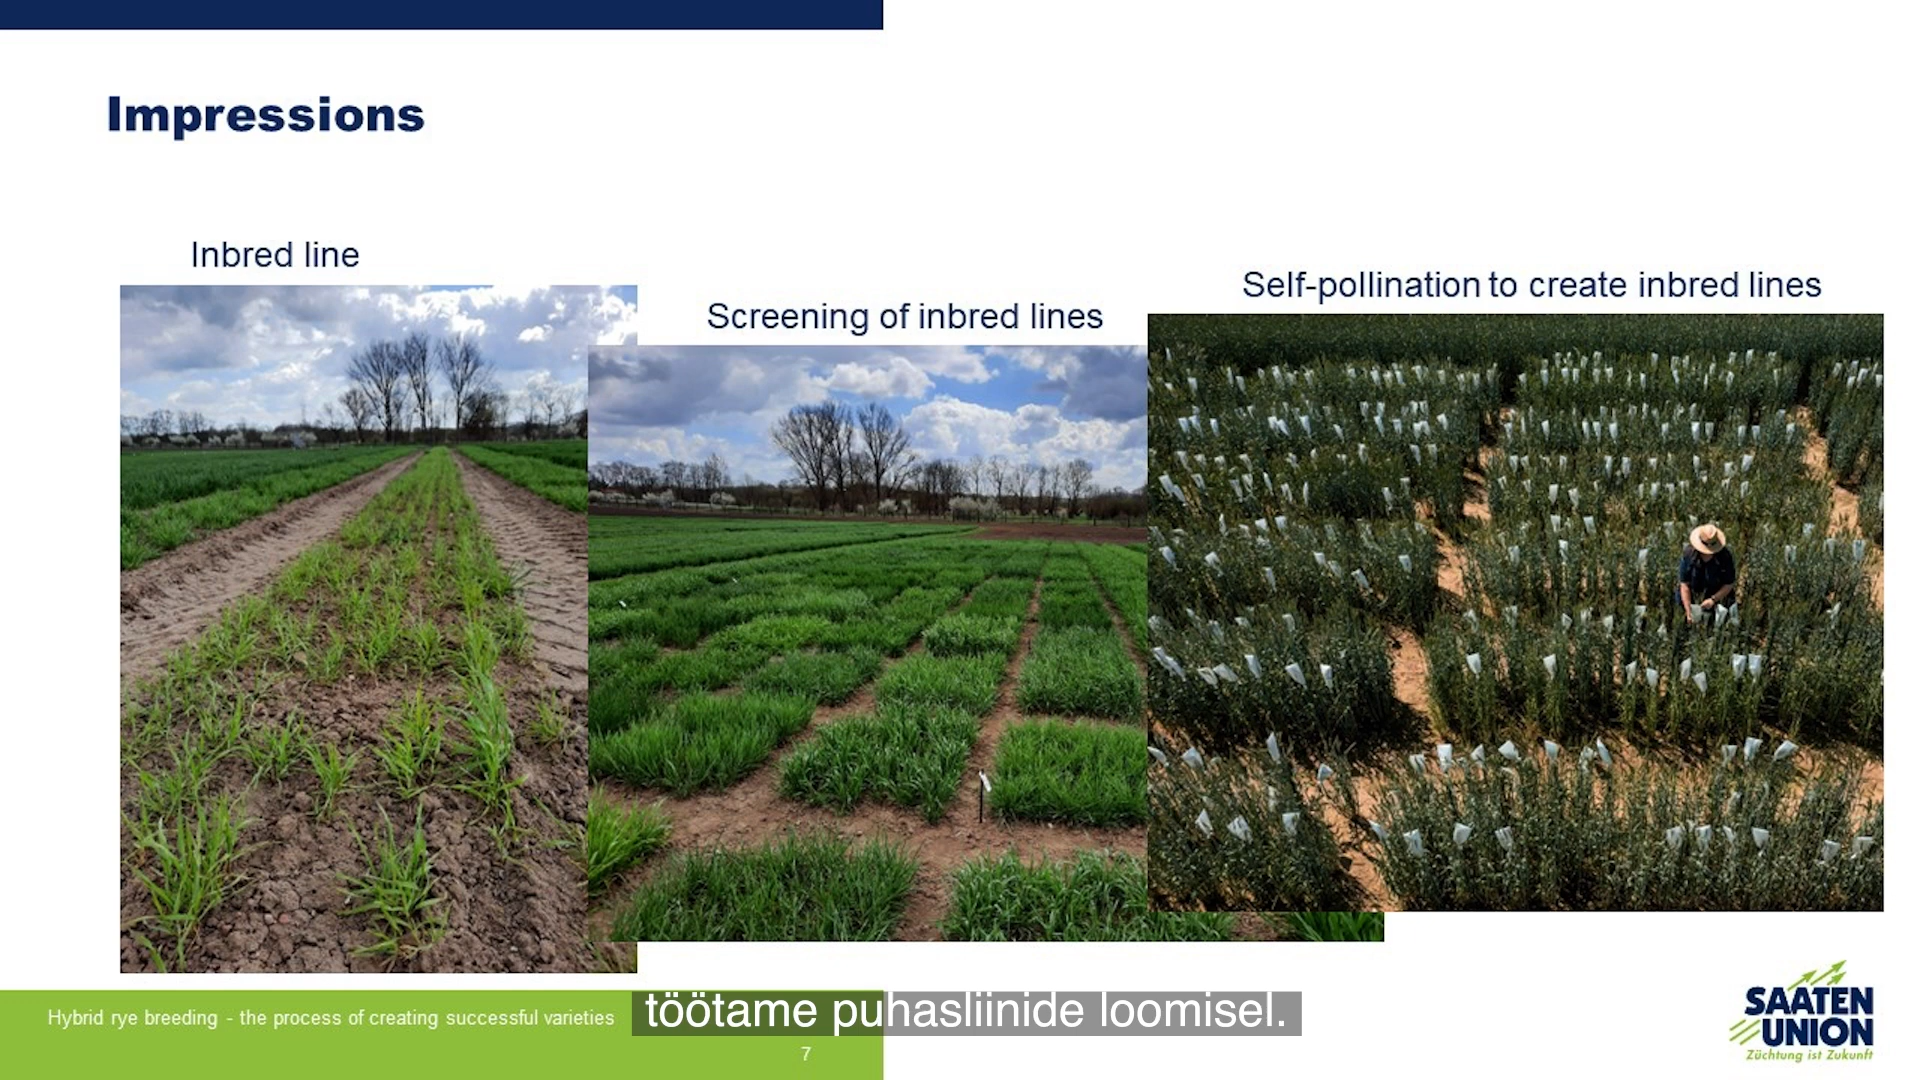 Impressions
Inbred line
Screening of inbred lines
Self-pollination to create inbred lines
Hybrid rye breeding - the process of creating successful varieties
töötame puhasliinide loomisel.
7
SAATEN
UNION
Züchtung ist Zukunft